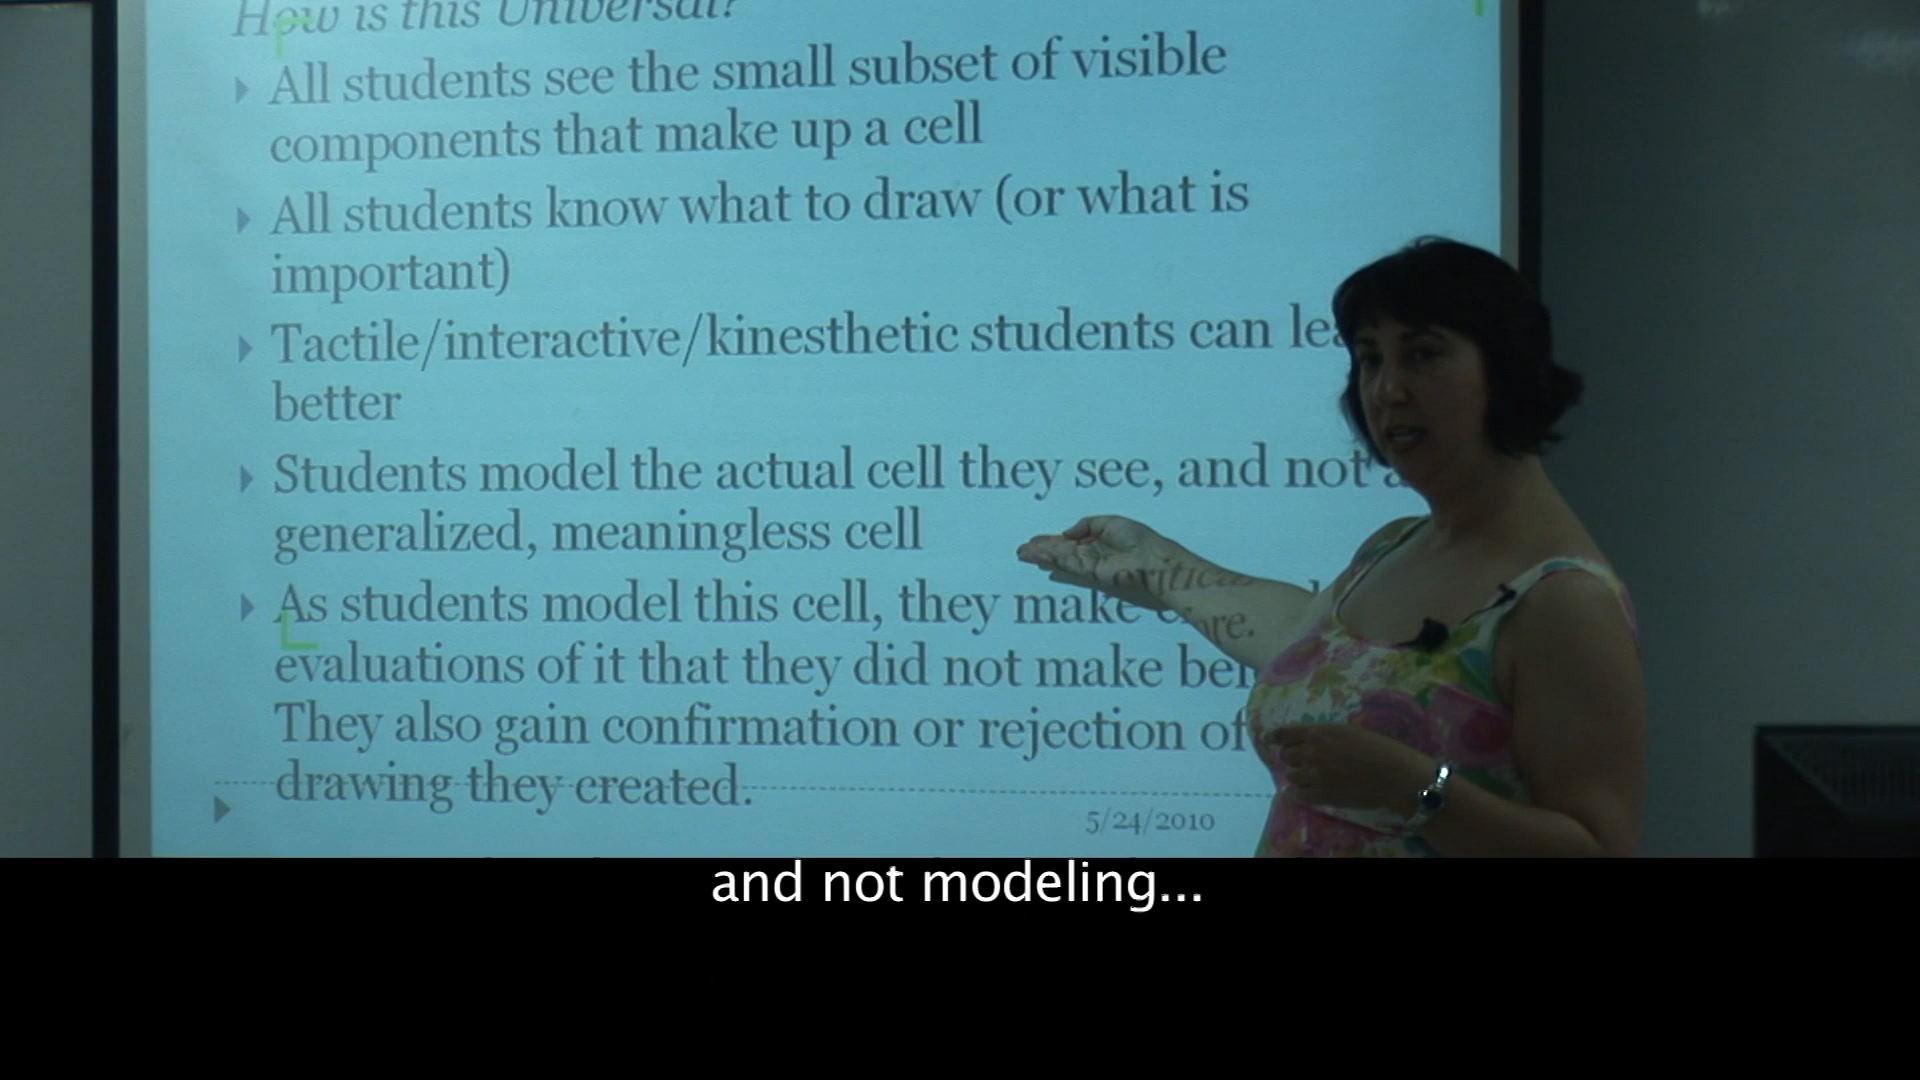 How is this Universal?
All students see the small subset of visible
components that make up a cell
All students know what to draw (or what is
important)
Tactile/interactive/kinesthetic students can
better
Students model the actual cell they see, and not a
generalized, meaningless cell
As students model this cell, they make critical
evaluations of it that they did not make
They also gain confirmation or rejection of
drawing they created.
5/24/2010
and not modeling...